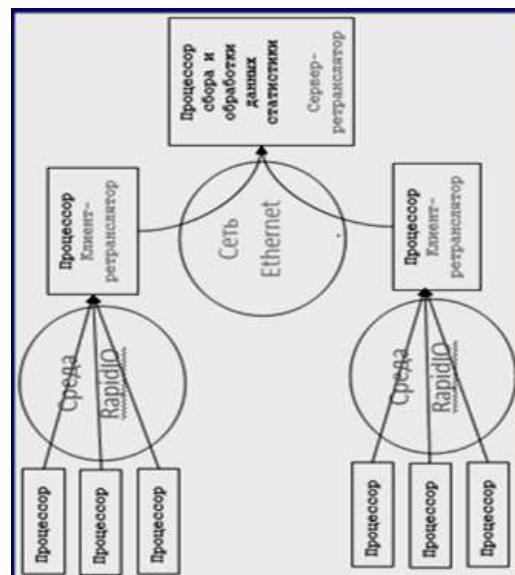 Процессор
сбора и
обработки
данных
статистики
Сервер-
ретранслятор
Процессор
Клиент-
ретранслятор
Сеть
Ethernet
Процессор
Клиент-
ретранслятор
Среда
RapidIO
Среда
RapidIO
Процессор
Процессор
Процессор
Процессор
Процессор
Процессор